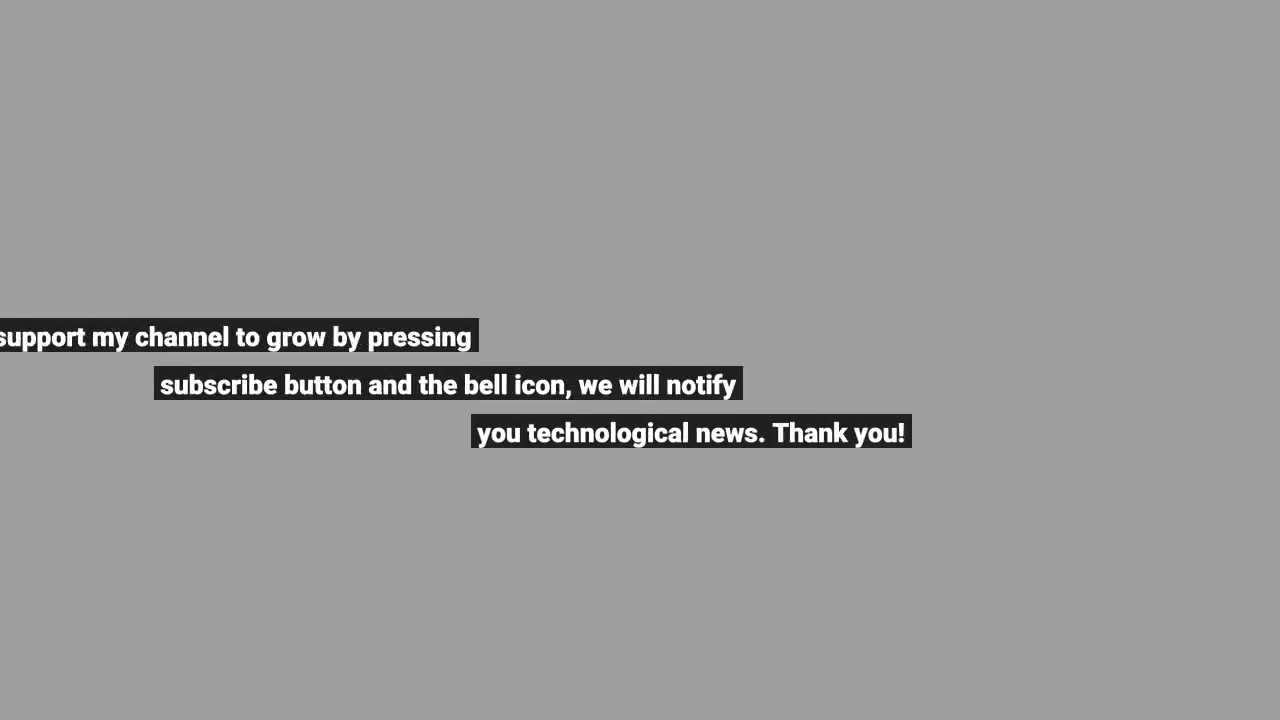 support my channel to grow by pressing
subscribe button and the bell icon, we will notify
you technological news. Thank you!